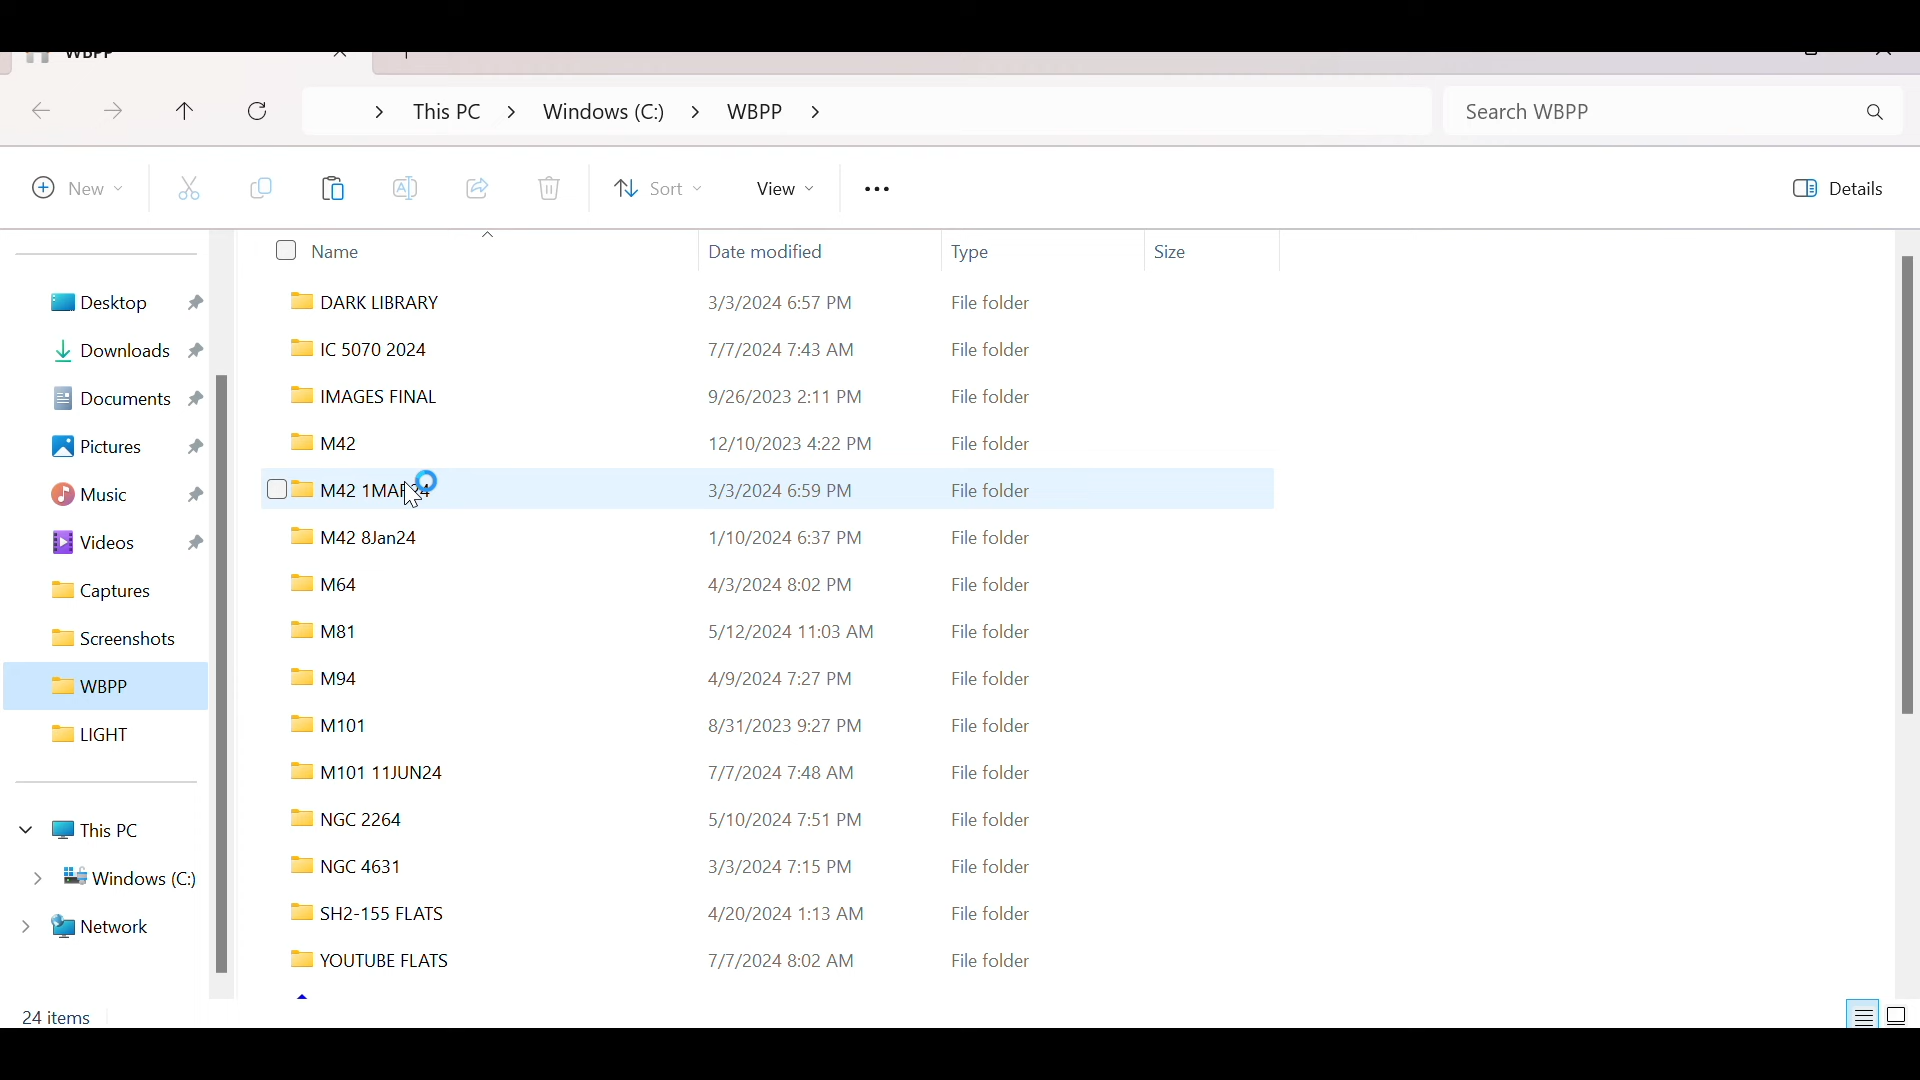 WBPP
This PC Windows (C:) WBPP
Search WBPP
New
Sort
View
Details
Name Date modified Type Size
Desktop
Downloads
Documents
Pictures
Music
Videos
Captures
Screenshots
WBPP
LIGHT
This PC
Windows (C:)
Network
DARK LIBRARY 3/3/2024 6:57 PM File folder
IC 5070 2024 7/7/2024 7:43 AM File folder
IMAGES FINAL 9/26/2023 2:11 PM File folder
M42 12/10/2023 4:22 PM File folder
M42 1MAR24 3/3/2024 6:59 PM File folder
M42 8Jan24 1/10/2024 6:37 PM File folder
M64 4/3/2024 8:02 PM File folder
M81 5/12/2024 11:03 AM File folder
M94 4/9/2024 7:27 PM File folder
M101 8/31/2023 9:27 PM File folder
M101 11JUN24 7/7/2024 7:48 AM File folder
NGC 2264 5/10/2024 7:51 PM File folder
NGC 4631 3/3/2024 7:15 PM File folder
SH2-155 FLATS 4/20/2024 1:13 AM File folder
YOUTUBE FLATS 7/7/2024 8:02 AM File folder
24 items